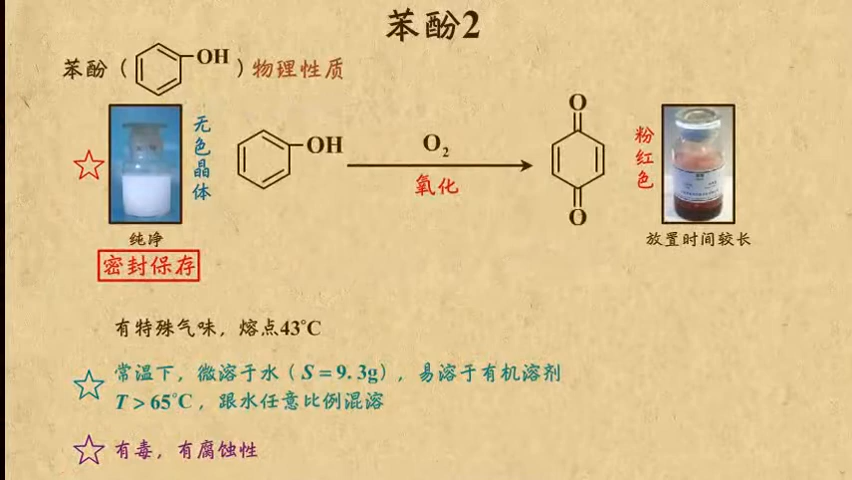 苯酚2
苯酚（ OH ）物理性质
无色晶体
OH
O2
氧化
O
O
粉红色
纯净
放置时间较长
密封保存
有特殊气味，熔点43°C
常温下，微溶于水（S = 9.3g），易溶于有机溶剂
T > 65°C，跟水任意比例混溶
有毒，有腐蚀性